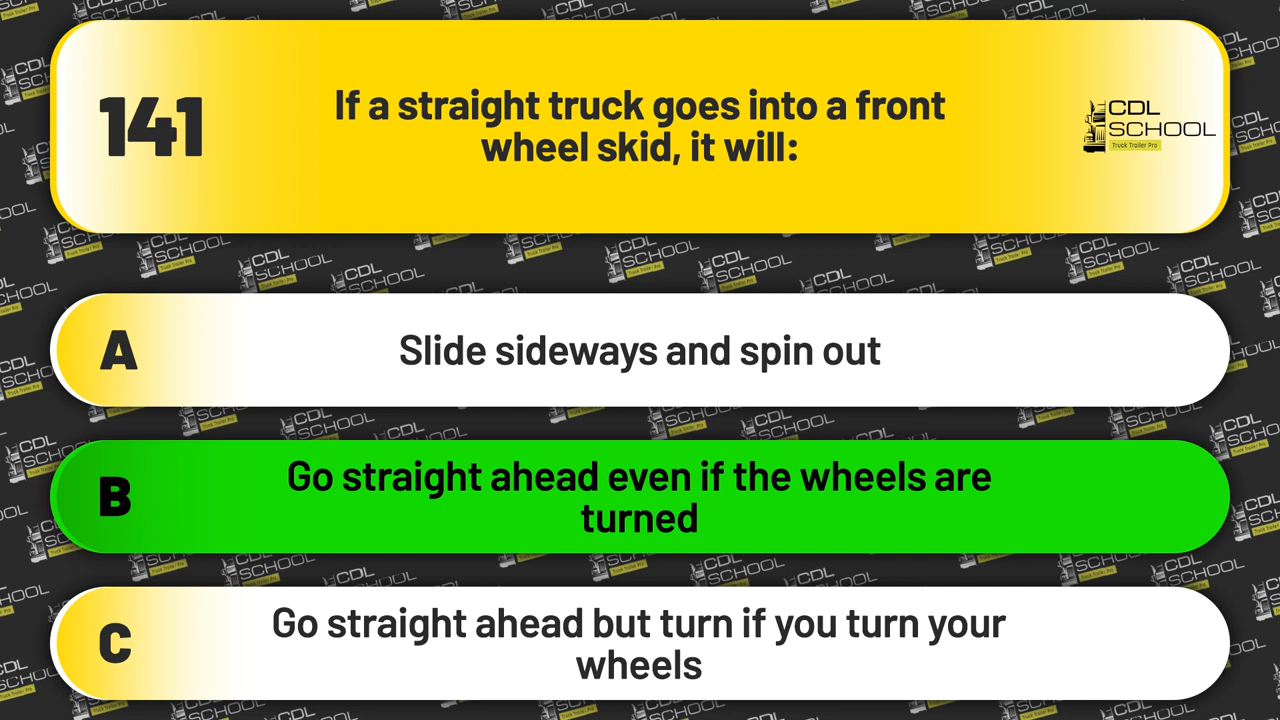 141
If a straight truck goes into a front
wheel skid, it will:
CDL
SCHOOL
Truck Trailer Pro
A
Slide sideways and spin out
B
Go straight ahead even if the wheels are
turned
C
Go straight ahead but turn if you turn your
wheels